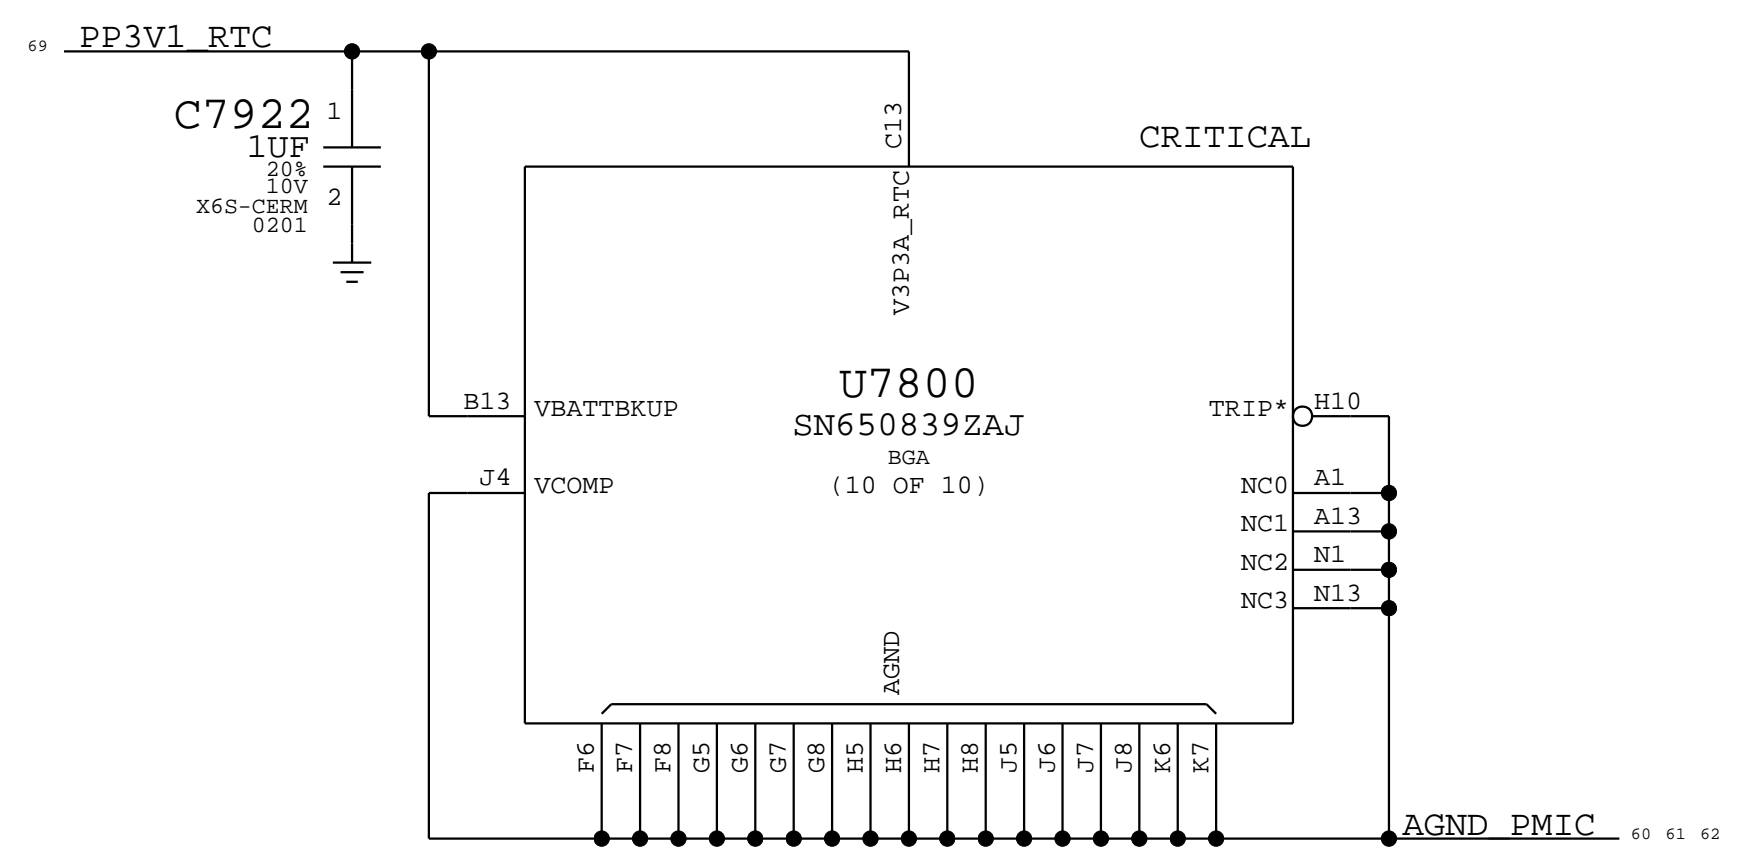 69 PP3V1_RTC
C7922 1
1UF
20%
10V
2
X6S-CERM
0201
C13
CRITICAL
V3P3A_RTC
U7800
SN650839ZAJ
BGA
(10 OF 10)
B13 VBATTBKUP
J4 VCOMP
TRIP* H10
NC0 A1
NC1 A13
NC2 N1
NC3 N13
AGND
F6 F7 F8 G5 G6 G7 G8 H5 H6 H7 H8 J5 J6 J7 J8 K6 K7
AGND_PMIC 60 61 62